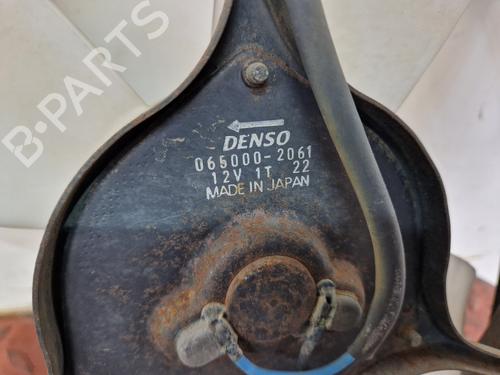 B-PARTS
DENSO
065000-2061
12V 1T 22
MADE IN JAPAN